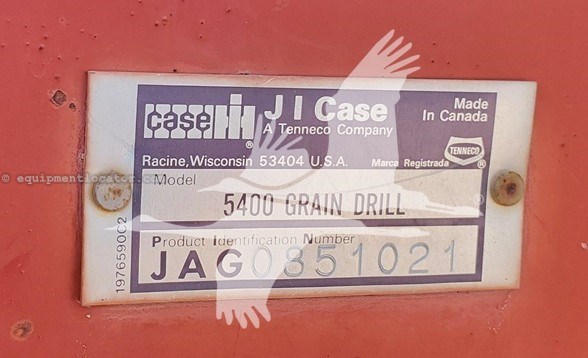 case IH
®
J I Case
A Tenneco Company
Made
In Canada
Racine, Wisconsin 53404 U.S.A.
Marca Registrada
TENNECO
®
Model
5400 GRAIN DRILL
Product Identification Number
JAG0851021
1976590C2
© equipmentlocator.com